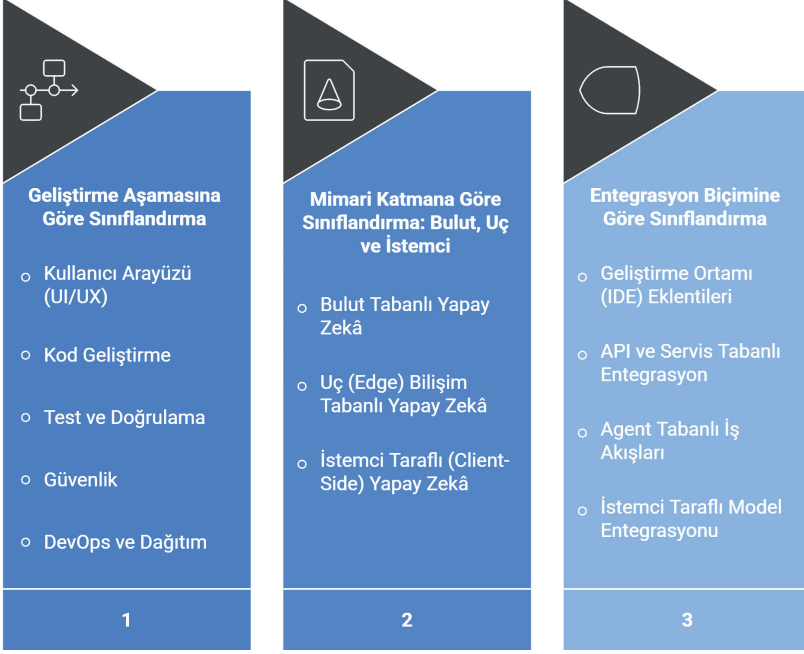 Geliştirme Aşamasına
Göre Sınıflandırma
Kullanıcı Arayüzü
(UI/UX)
Kod Geliştirme
Test ve Doğrulama
Güvenlik
DevOps ve Dağıtım
1
Mimari Katmana Göre
Sınıflandırma: Bulut, Uç
ve İstemci
Bulut Tabanlı Yapay
Zekâ
Uç (Edge) Bilişim
Tabanlı Yapay Zekâ
İstemci Taraflı (Client-
Side) Yapay Zekâ
2
Entegrasyon Biçimine
Göre Sınıflandırma
Geliştirme Ortamı
(IDE) Eklentileri
API ve Servis Tabanlı
Entegrasyon
Agent Tabanlı İş
Akışları
İstemci Taraflı Model
Entegrasyonu
3